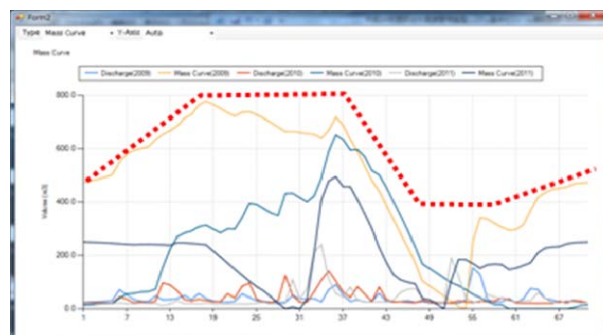 Form2
Type Mass Curve Y-Axis Auto
Mass Curve
Discharge(2009) Mass Curve(2009) Discharge(2010) Mass Curve(2010) Discharge(2011) Mass Curve(2011)
800.0
600.0
Volume (m3)
400.0
200.0
0.0
1 7 13 19 25 31 37 43 49 55 61 67